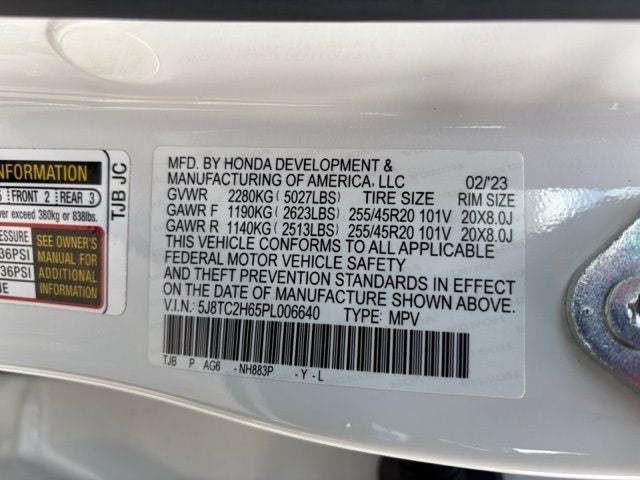 INFORMATION
FRONT 2 REAR 3
exceed 380kg or 838lbs.
PRESSURE
36PSI
36PSI
SEE OWNER'S
MANUAL FOR
ADDITIONAL
INFORMATION
TJB JC
MFD. BY HONDA DEVELOPMENT &
MANUFACTURING OF AMERICA, LLC 02/'23
GVWR 2280KG (5027LBS) TIRE SIZE RIM SIZE
GAWR F 1190KG (2623LBS) 255/45R20 101V 20X8.0J
GAWR R 1140KG (2513LBS) 255/45R20 101V 20X8.0J
THIS VEHICLE CONFORMS TO ALL APPLICABLE
FEDERAL MOTOR VEHICLE SAFETY
AND THEFT PREVENTION STANDARDS IN EFFECT
ON THE DATE OF MANUFACTURE SHOWN ABOVE.
V.I.N.: 5J8TC2H65PL006640 TYPE: MPV
TJB P AG6 -NH883P -Y-L